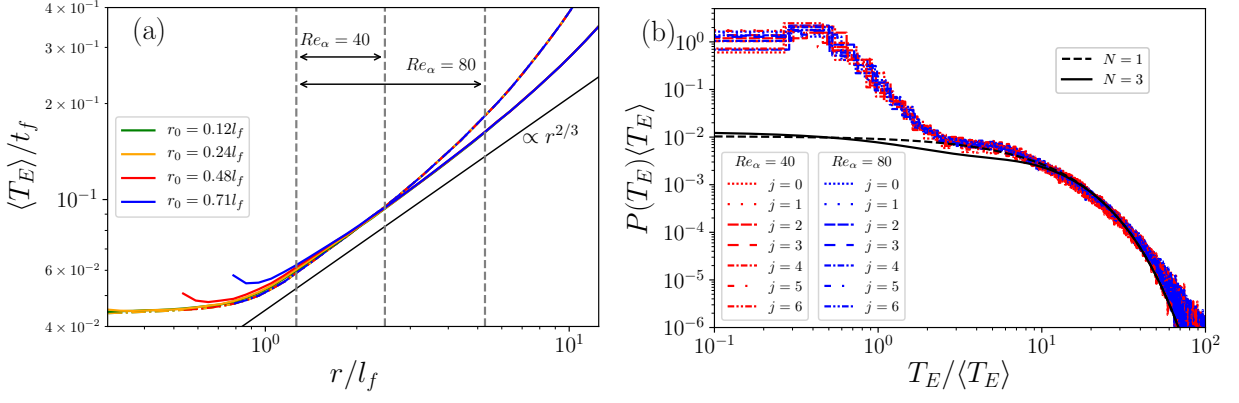 (a)
4 × 10⁻¹
3 × 10⁻¹
2 × 10⁻¹
10⁻¹
6 × 10⁻²
4 × 10⁻²
⟨T_E⟩/t_f
Re_α = 40
Re_α = 80
∝ r^{2/3}
r_0 = 0.12l_f
r_0 = 0.24l_f
r_0 = 0.48l_f
r_0 = 0.71l_f
10⁰
10¹
r/l_f
(b)
10⁰
10⁻¹
10⁻²
10⁻³
10⁻⁴
10⁻⁵
10⁻⁶
P(T_E)⟨T_E⟩
N = 1
N = 3
Re_α = 40
j = 0
j = 1
j = 2
j = 3
j = 4
j = 5
j = 6
Re_α = 80
j = 0
j = 1
j = 2
j = 3
j = 4
j = 5
j = 6
10⁻¹
10⁰
10¹
10²
T_E/⟨T_E⟩